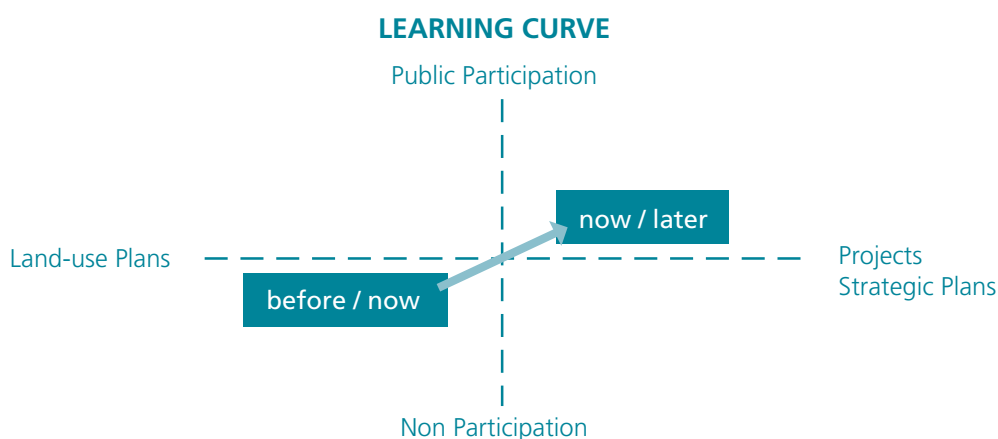 LEARNING CURVE
Public Participation
now / later
Land-use Plans
Projects
Strategic Plans
before / now
Non Participation